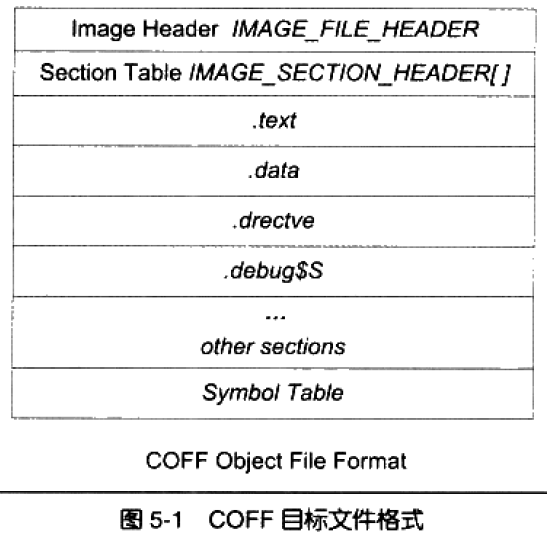 Image Header IMAGE_FILE_HEADER
Section Table IMAGE_SECTION_HEADER[ ]
.text
.data
.drectve
.debug$S
...
other sections
Symbol Table
COFF Object File Format
图 5-1 COFF 目标文件格式